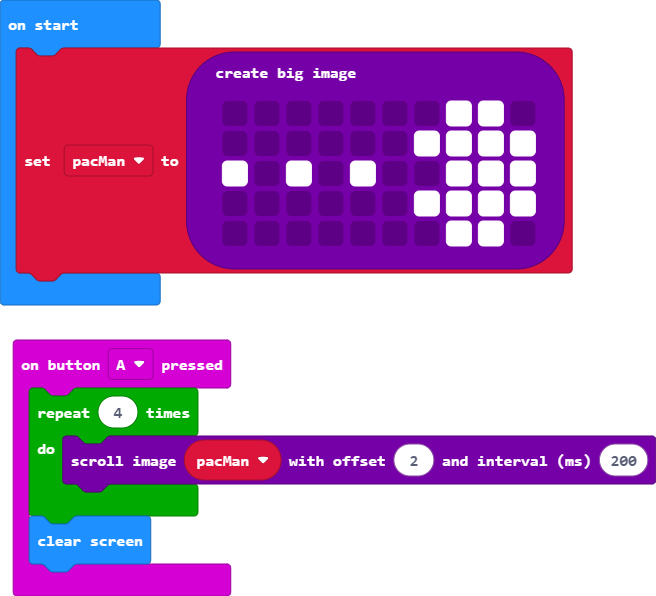 on start
create big image
set pacMan to
on button A pressed
repeat 4 times
do
scroll image pacMan with offset 2 and interval (ms) 200
clear screen